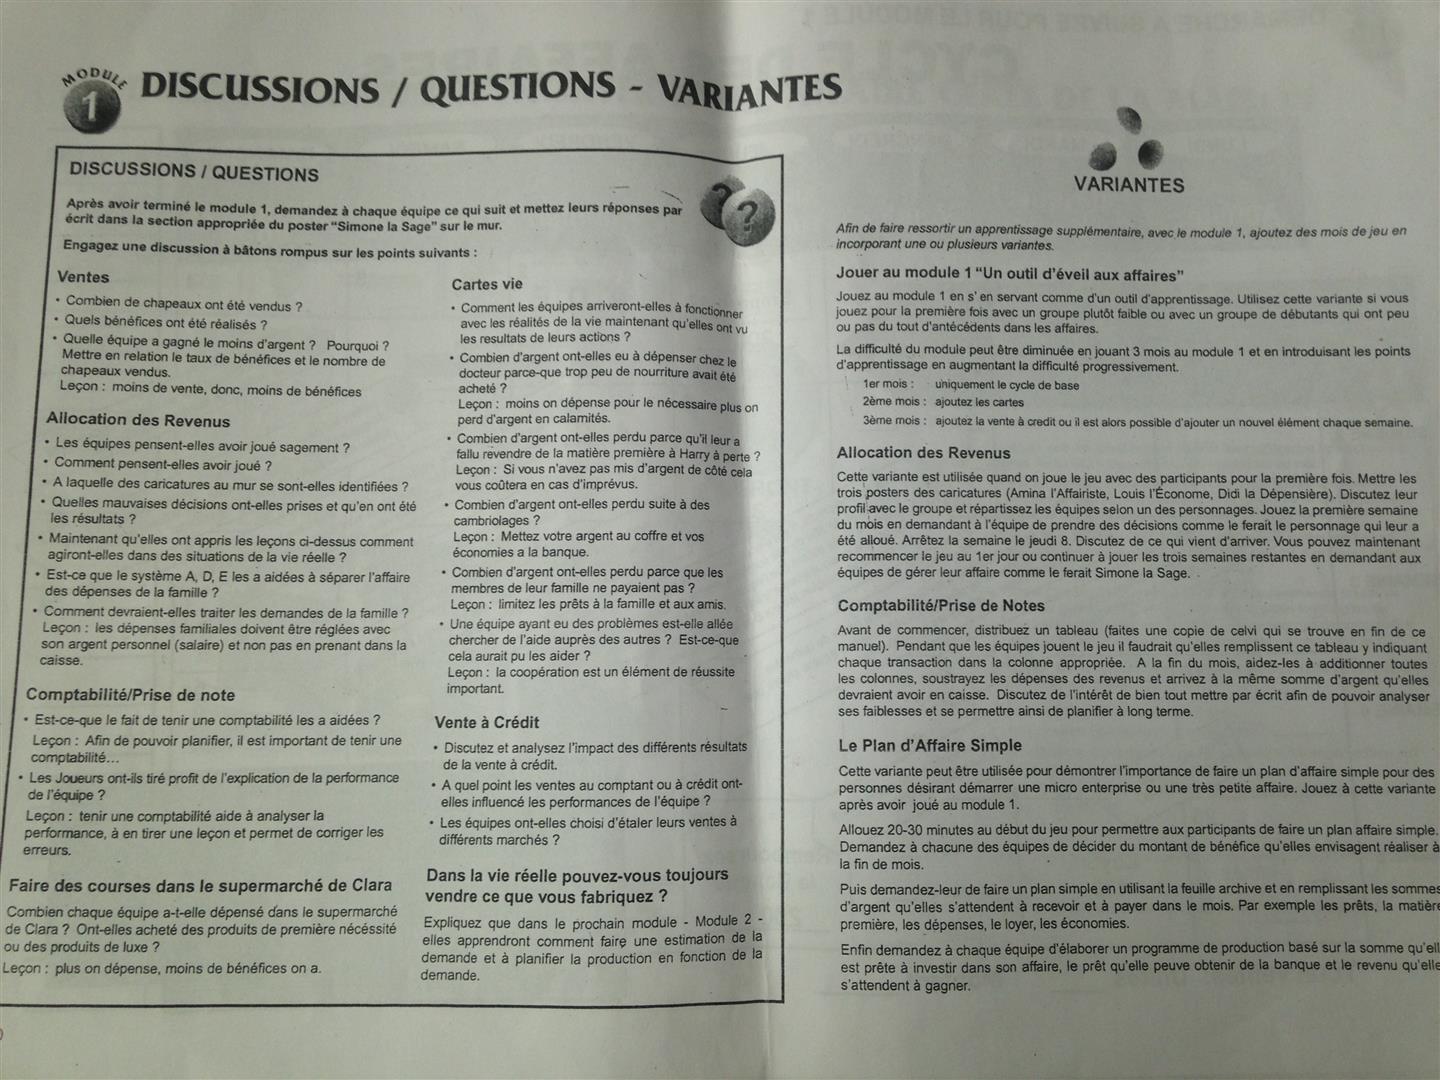 MODULE
1
DISCUSSIONS / QUESTIONS - VARIANTES
DISCUSSIONS / QUESTIONS
Après avoir terminé le module 1, demandez à chaque équipe ce qui suit et mettez leurs réponses par
écrit dans la section appropriée du poster "Simone la Sage" sur le mur.
Engagez une discussion à bâtons rompus sur les points suivants :
Ventes
• Combien de chapeaux ont été vendus ?
• Quels bénéfices ont été réalisés ?
• Quelle équipe a gagné le moins d'argent ? Pourquoi ?
Mettre en relation le taux de bénéfices et le nombre de
chapeaux vendus.
Leçon : moins de vente, donc, moins de bénéfices
Allocation des Revenus
• Les équipes pensent-elles avoir joué sagement ?
• Comment pensent-elles avoir joué ?
• A laquelle des caricatures au mur se sont-elles identifiées ?
• Quelles mauvaises décisions ont-elles prises et qu'en ont été
les résultats ?
• Maintenant qu'elles ont appris les leçons ci-dessus comment
agiront-elles dans des situations de la vie réelle ?
• Est-ce que le système A, D, E les a aidées à séparer l'affaire
des dépenses de la famille ?
• Comment devraient-elles traiter les demandes de la famille ?
Leçon : les dépenses familiales doivent être réglées avec
son argent personnel (salaire) et non pas en prenant dans la
caisse.
Comptabilité/Prise de note
• Est-ce-que le fait de tenir une comptabilité les a aidées ?
Leçon : Afin de pouvoir planifier, il est important de tenir une
comptabilité...
• Les Joueurs ont-ils tiré profit de l'explication de la performance
de l'équipe ?
Leçon : tenir une comptabilité aide à analyser la
performance, à en tirer une leçon et permet de corriger les
erreurs.
Faire des courses dans le supermarché de Clara
Combien chaque équipe a-t-elle dépensé dans le supermarché
de Clara ? Ont-elles acheté des produits de première nécéssité
ou des produits de luxe ?
Leçon : plus on dépense, moins de bénéfices on a.
? ?
Cartes vie
• Comment les équipes arriveront-elles à fonctionner
avec les réalités de la vie maintenant qu'elles ont vu
les resultats de leurs actions ?
• Combien d'argent ont-elles eu à dépenser chez le
docteur parce-que trop peu de nourriture avait été
acheté ?
Leçon : moins on dépense pour le nécessaire plus on
perd d'argent en calamités.
• Combien d'argent ont-elles perdu parce qu'il leur a
fallu revendre de la matière première à Harry à perte ?
Leçon : Si vous n'avez pas mis d'argent de côté cela
vous coûtera en cas d'imprévus.
• Combien d'argent ont-elles perdu suite à des
cambriolages ?
Leçon : Mettez votre argent au coffre et vos
économies a la banque.
• Combien d'argent ont-elles perdu parce que les
membres de leur famille ne payaient pas ?
Leçon : limitez les prêts à la famille et aux amis.
• Une équipe ayant eu des problèmes est-elle allée
chercher de l'aide auprès des autres ? Est-ce-que
cela aurait pu les aider ?
Leçon : la coopération est un élément de réussite
important.
Vente à Crédit
• Discutez et analysez l'impact des différents résultats
de la vente à crédit.
• A quel point les ventes au comptant ou à crédit ont-
elles influencé les performances de l'équipe ?
• Les équipes ont-elles choisi d'étaler leurs ventes à
différents marchés ?
Dans la vie réelle pouvez-vous toujours
vendre ce que vous fabriquez ?
Expliquez que dans le prochain module - Module 2 -
elles apprendront comment faire une estimation de la
demande et à planifier la production en fonction de la
demande.
VARIANTES
Afin de faire ressortir un apprentissage supplémentaire, avec le module 1, ajoutez des mois de jeu en
incorporant une ou plusieurs variantes.
Jouer au module 1 "Un outil d'éveil aux affaires"
Jouez au module 1 en s' en servant comme d'un outil d'apprentissage. Utilisez cette variante si vous
jouez pour la première fois avec un groupe plutôt faible ou avec un groupe de débutants qui ont peu
ou pas du tout d'antécédents dans les affaires.
La difficulté du module peut être diminuée en jouant 3 mois au module 1 et en introduisant les points
d'apprentissage en augmentant la difficulté progressivement.
1er mois : uniquement le cycle de base
2ème mois : ajoutez les cartes
3ème mois : ajoutez la vente à credit ou il est alors possible d'ajouter un nouvel élément chaque semaine.
Allocation des Revenus
Cette variante est utilisée quand on joue le jeu avec des participants pour la première fois. Mettre les
trois posters des caricatures (Amina l'Affairiste, Louis l'Économe, Didi la Dépensière). Discutez leur
profil avec le groupe et répartissez les équipes selon un des personnages. Jouez la première semaine
du mois en demandant à l'équipe de prendre des décisions comme le ferait le personnage qui leur a
été alloué. Arrêtez la semaine le jeudi 8. Discutez de ce qui vient d'arriver. Vous pouvez maintenant
recommencer le jeu au 1er jour ou continuer à jouer les trois semaines restantes en demandant aux
équipes de gérer leur affaire comme le ferait Simone la Sage.
Comptabilité/Prise de Notes
Avant de commencer, distribuez un tableau (faites une copie de celvi qui se trouve en fin de ce
manuel). Pendant que les équipes jouent le jeu il faudrait qu'elles remplissent ce tableau y indiquant
chaque transaction dans la colonne appropriée. A la fin du mois, aidez-les à additionner toutes
les colonnes, soustrayez les dépenses des revenus et arrivez à la même somme d'argent qu'elles
devraient avoir en caisse. Discutez de l'intérêt de bien tout mettre par écrit afin de pouvoir analyser
ses faiblesses et se permettre ainsi de planifier à long terme.
Le Plan d'Affaire Simple
Cette variante peut être utilisée pour démontrer l'importance de faire un plan d'affaire simple pour des
personnes désirant démarrer une micro enterprise ou une très petite affaire. Jouez à cette variante
après avoir joué au module 1.
Allouez 20-30 minutes au début du jeu pour permettre aux participants de faire un plan affaire simple.
Demandez à chacune des équipes de décider du montant de bénéfice qu'elles envisagent réaliser à
la fin de mois.
Puis demandez-leur de faire un plan simple en utilisant la feuille archive et en remplissant les sommes
d'argent qu'elles s'attendent à recevoir et à payer dans le mois. Par exemple les prêts, la matière
première, les dépenses, le loyer, les économies.
Enfin demandez à chaque équipe d'élaborer un programme de production basé sur la somme qu'ell
est prête à investir dans son affaire, le prêt qu'elle peuve obtenir de la banque et le revenu qu'elle
s'attendent à gagner.